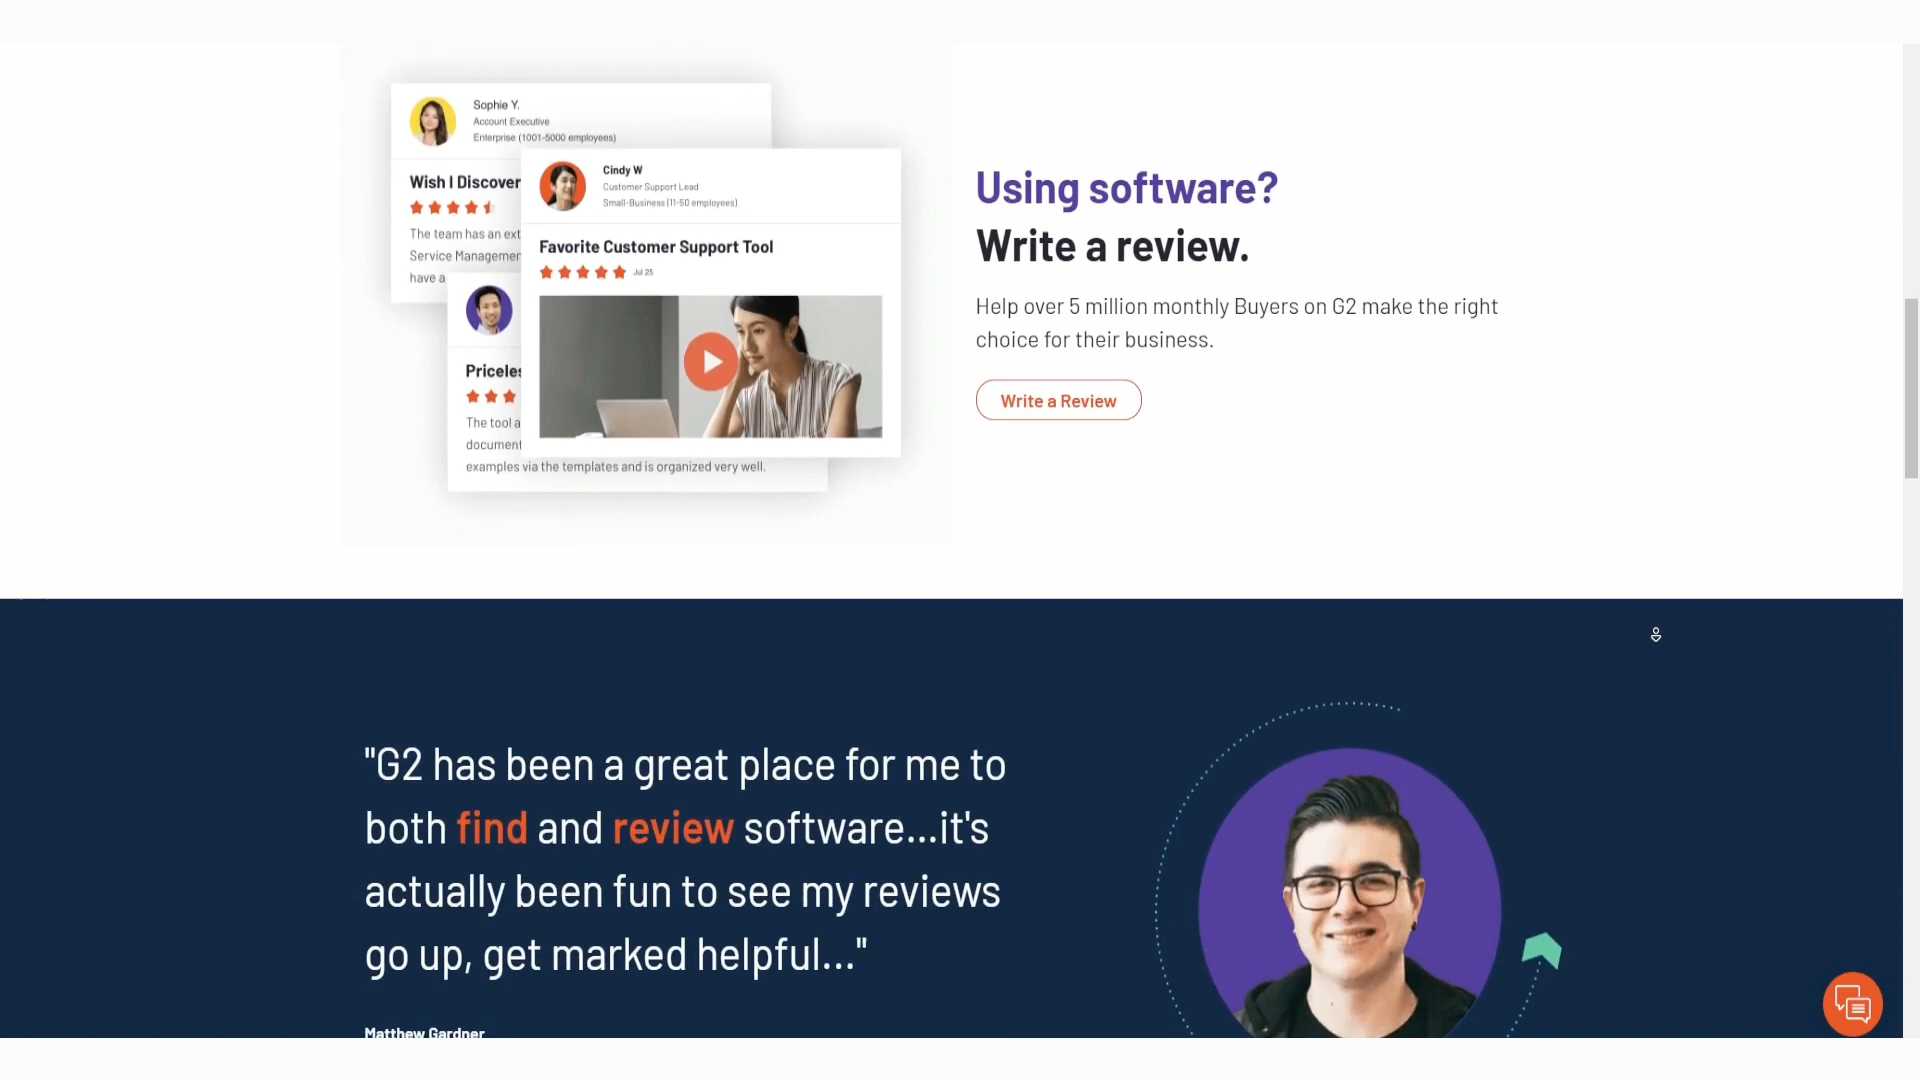 Sophie Y.
Account Executive
Enterprise (1001-5000 employees)
Wish I Discover
The team has an ext
Service Managemen
have a
Cindy W
Customer Support Lead
Small-Business (11-50 employees)
Favorite Customer Support Tool
Jul 25
Priceles
The tool a
document
examples via the templates and is organized very well.
Using software?
Write a review.
Help over 5 million monthly Buyers on G2 make the right
choice for their business.
Write a Review
"G2 has been a great place for me to
both find and review software...it's
actually been fun to see my reviews
go up, get marked helpful..."
Matthew Gardner